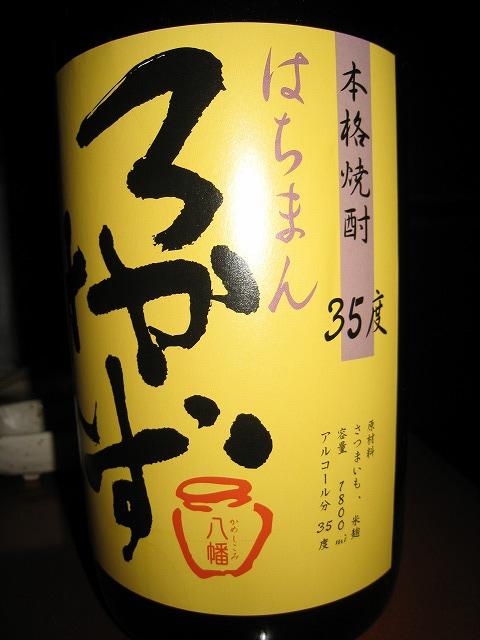 本格焼酎
35度
はちまん
ろかせず
原材料
さつまいも、米麹
容量 1800ml
アルコール分 35度
かめしこみ
八幡